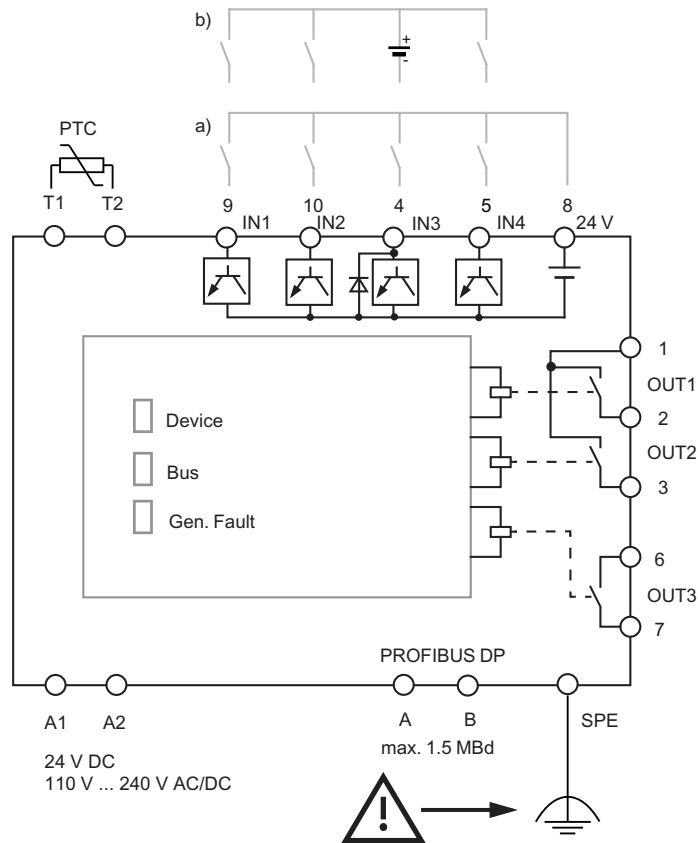 b)
+
-
a)
PTC
T1 T2 9 10 4 5 8
IN1 IN2 IN3 IN4 24 V
1
OUT1
Device
2
OUT2
Bus
3
Gen. Fault
6
OUT3
7
PROFIBUS DP
A1 A2 A B SPE
max. 1.5 MBd
24 V DC
110 V ... 240 V AC/DC
!